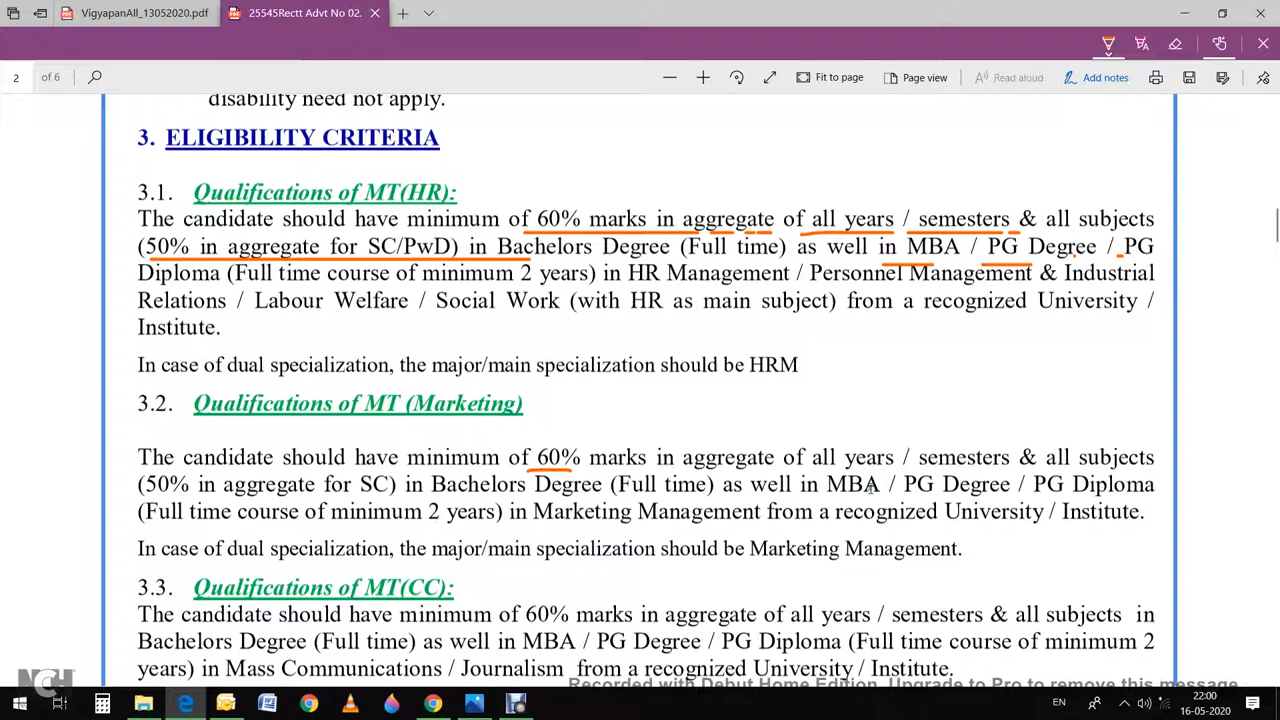 VigyapanAll_13052020.pdf
25545Rectt Advt No 02.
2 of 6
Fit to page
Page view
Read aloud
Add notes
disability need not apply.
3. ELIGIBILITY CRITERIA
3.1. Qualifications of MT(HR):
The candidate should have minimum of 60% marks in aggregate of all years / semesters & all subjects
(50% in aggregate for SC/PwD) in Bachelors Degree (Full time) as well in MBA / PG Degree / PG
Diploma (Full time course of minimum 2 years) in HR Management / Personnel Management & Industrial
Relations / Labour Welfare / Social Work (with HR as main subject) from a recognized University /
Institute.
In case of dual specialization, the major/main specialization should be HRM
3.2. Qualifications of MT (Marketing)
The candidate should have minimum of 60% marks in aggregate of all years / semesters & all subjects
(50% in aggregate for SC) in Bachelors Degree (Full time) as well in MBA / PG Degree / PG Diploma
(Full time course of minimum 2 years) in Marketing Management from a recognized University / Institute.
In case of dual specialization, the major/main specialization should be Marketing Management.
3.3. Qualifications of MT(CC):
The candidate should have minimum of 60% marks in aggregate of all years / semesters & all subjects in
Bachelors Degree (Full time) as well in MBA / PG Degree / PG Diploma (Full time course of minimum 2
years) in Mass Communications / Journalism from a recognized University / Institute.
NCH
Recorded with Debut Home Edition. Upgrade to Pro to remove this message
EN
22:00
16-05-2020